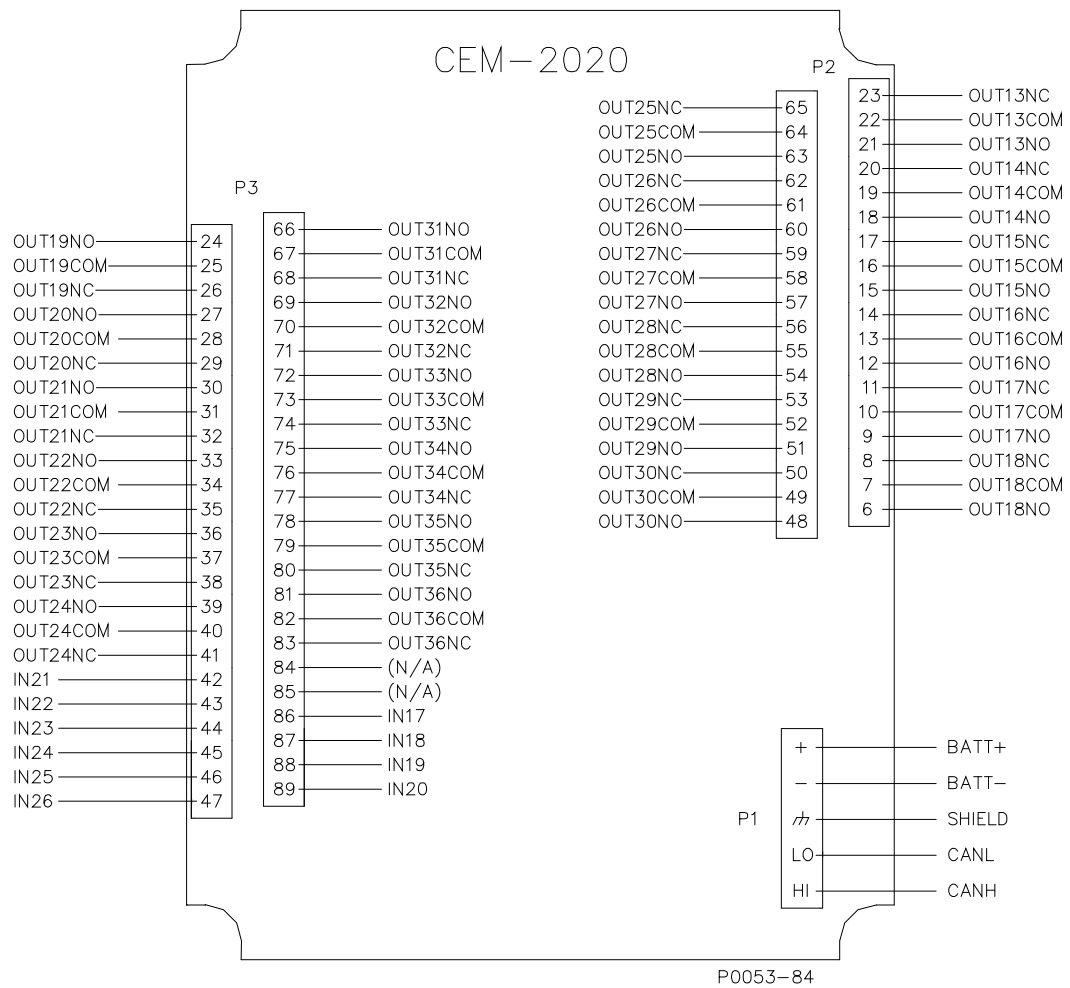 CEM-2020
P2
OUT25NC 65
OUT25COM 64
OUT25NO 63
OUT26NC 62
OUT26COM 61
OUT26NO 60
OUT27NC 59
OUT27COM 58
OUT27NO 57
OUT28NC 56
OUT28COM 55
OUT28NO 54
OUT29NC 53
OUT29COM 52
OUT29NO 51
OUT30NC 50
OUT30COM 49
OUT30NO 48
23 OUT13NC
22 OUT13COM
21 OUT13NO
20 OUT14NC
19 OUT14COM
18 OUT14NO
17 OUT15NC
16 OUT15COM
15 OUT15NO
14 OUT16NC
13 OUT16COM
12 OUT16NO
11 OUT17NC
10 OUT17COM
9 OUT17NO
8 OUT18NC
7 OUT18COM
6 OUT18NO
P3
OUT19NO 24
OUT19COM 25
OUT19NC 26
OUT20NO 27
OUT20COM 28
OUT20NC 29
OUT21NO 30
OUT21COM 31
OUT21NC 32
OUT22NO 33
OUT22COM 34
OUT22NC 35
OUT23NO 36
OUT23COM 37
OUT23NC 38
OUT24NO 39
OUT24COM 40
OUT24NC 41
IN21 42
IN22 43
IN23 44
IN24 45
IN25 46
IN26 47
66 OUT31NO
67 OUT31COM
68 OUT31NC
69 OUT32NO
70 OUT32COM
71 OUT32NC
72 OUT33NO
73 OUT33COM
74 OUT33NC
75 OUT34NO
76 OUT34COM
77 OUT34NC
78 OUT35NO
79 OUT35COM
80 OUT35NC
81 OUT36NO
82 OUT36COM
83 OUT36NC
84 (N/A)
85 (N/A)
86 IN17
87 IN18
88 IN19
89 IN20
P1
+ BATT+
- BATT-
SHIELD
LO CANL
HI CANH
P0053-84